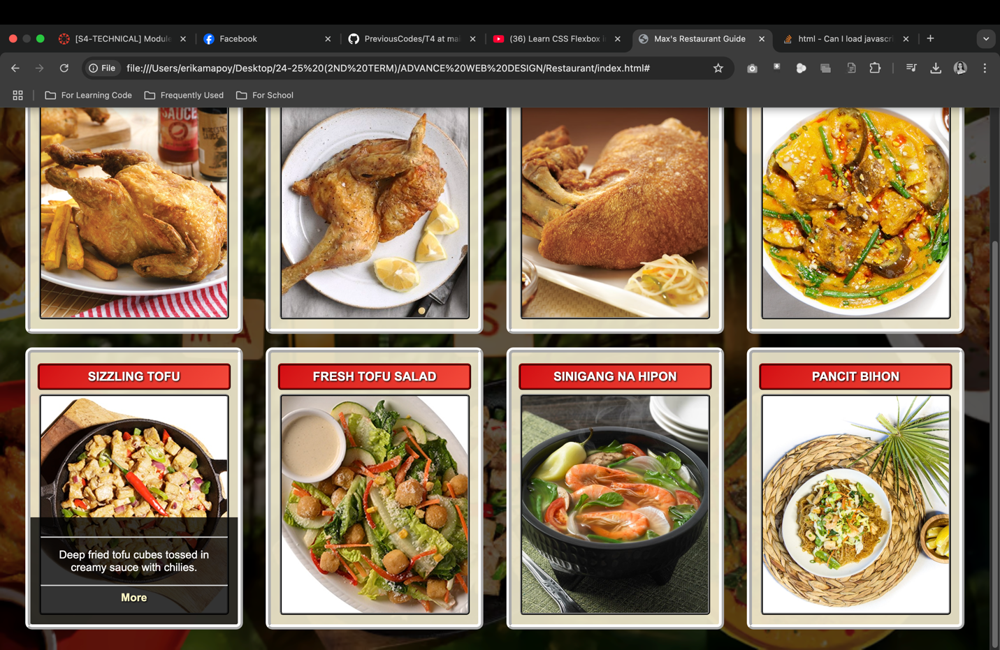 [S4-TECHNICAL] Module
Facebook
PreviousCodes/T4 at mai
(36) Learn CSS Flexbox i
Max's Restaurant Guide
html - Can I load javascri
File
file:///Users/erikamapoy/Desktop/24-25%20(2ND%20TERM)/ADVANCE%20WEB%20DESIGN/Restaurant/index.html#
For Learning Code
Frequently Used
For School
SAUCE
M A
S
SIZZLING TOFU
FRESH TOFU SALAD
SINIGANG NA HIPON
PANCIT BIHON
Deep fried tofu cubes tossed in
creamy sauce with chilies.
More